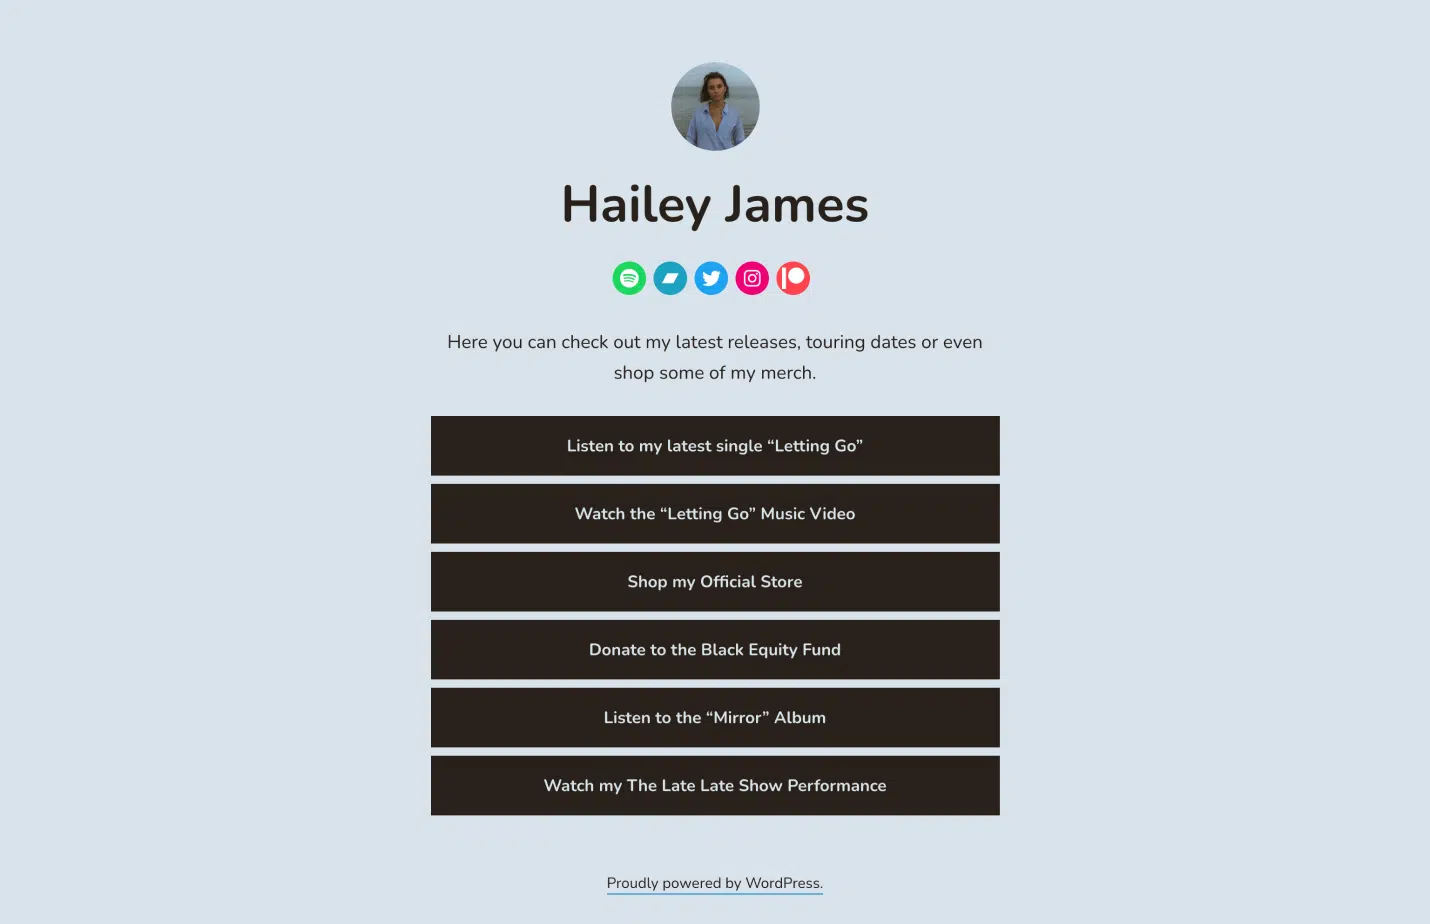 Hailey James
Here you can check out my latest releases, touring dates or even
shop some of my merch.
Listen to my latest single “Letting Go”
Watch the “Letting Go” Music Video
Shop my Official Store
Donate to the Black Equity Fund
Listen to the “Mirror” Album
Watch my The Late Late Show Performance
Proudly powered by WordPress.